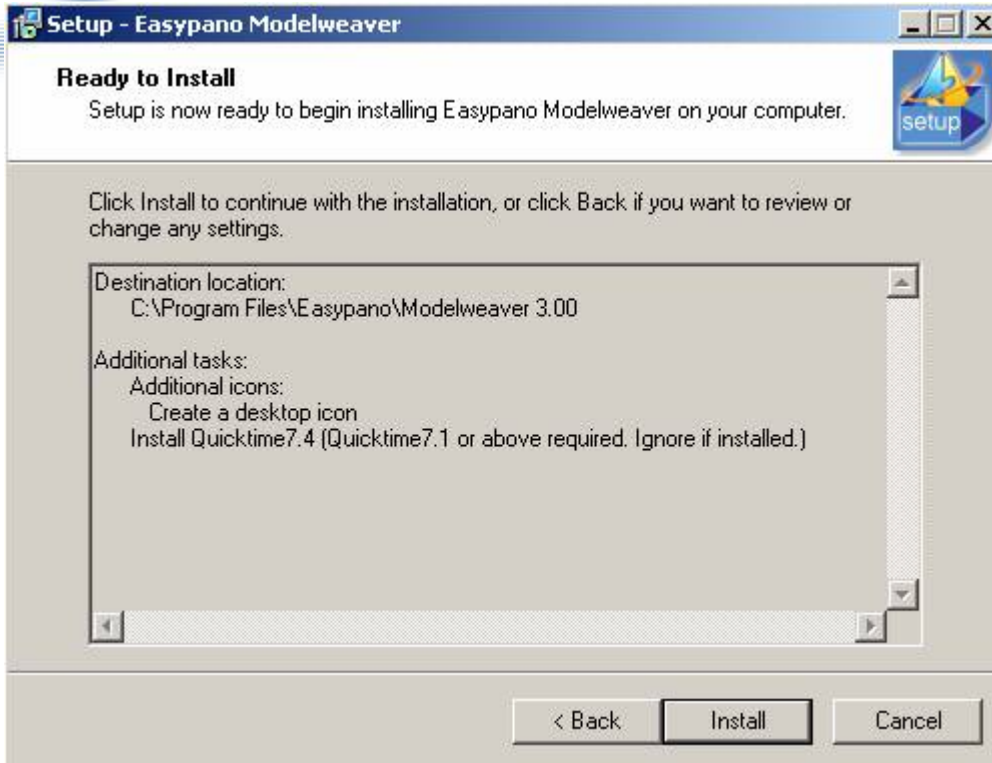 Setup - Easypano Modelweaver
Ready to Install
Setup is now ready to begin installing Easypano Modelweaver on your computer.
setup
Click Install to continue with the installation, or click Back if you want to review or
change any settings.
Destination location:
C:\Program Files\Easypano\Modelweaver 3.00
Additional tasks:
Additional icons:
Create a desktop icon
Install Quicktime7.4 (Quicktime7.1 or above required. Ignore if installed.)
< Back Install Cancel